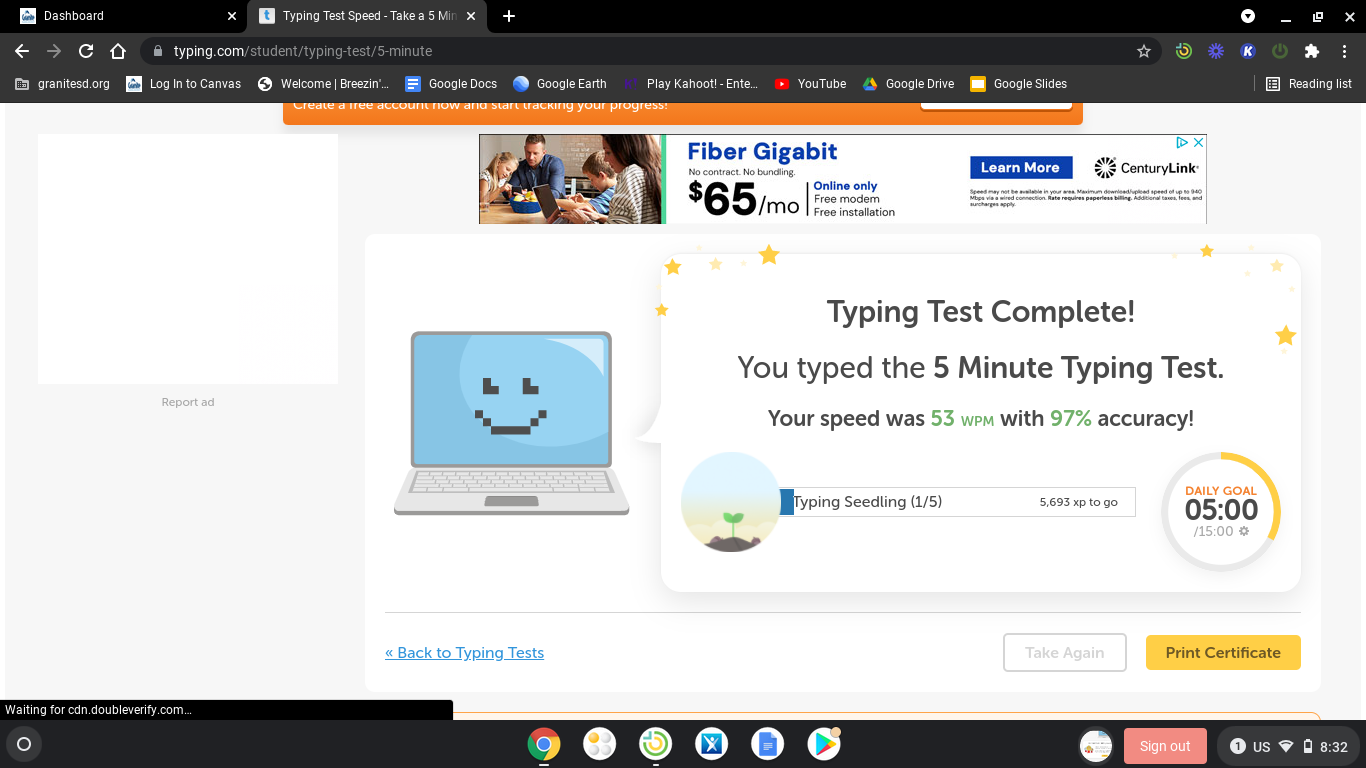 Dashboard
Typing Test Speed - Take a 5 Min
typing.com/student/typing-test/5-minute
granitesd.org
Log In to Canvas
Welcome | Breezin'...
Google Docs
Google Earth
Play Kahoot! - Ente...
YouTube
Google Drive
Google Slides
Reading list
Create a free account now and start tracking your progress!
Fiber Gigabit
No contract. No bundling.
$65/mo
Online only
Free modem
Free installation
Learn More
CenturyLink
Speed may not be available in your area. Maximum download/upload speed of up to 940
Mbps via a wired connection. Rate requires paperless billing. Additional taxes, fees, and
surcharges apply.
Report ad
Typing Test Complete!
You typed the 5 Minute Typing Test.
Your speed was 53 WPM with 97% accuracy!
Typing Seedling (1/5)
5,693 xp to go
DAILY GOAL
05:00
/15:00
« Back to Typing Tests
Take Again
Print Certificate
Waiting for cdn.doubleverify.com...
Sign out
1 US 8:32